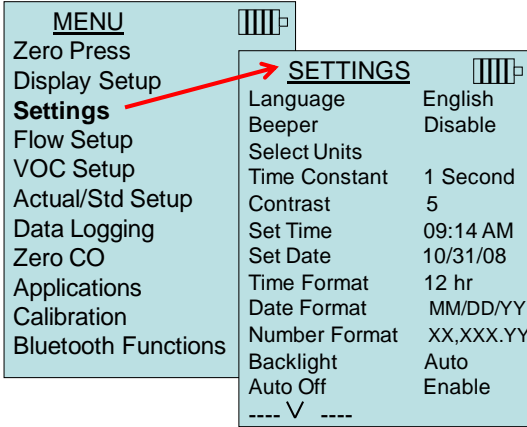 MENU
Zero Press
Display Setup
Settings
Flow Setup
VOC Setup
Actual/Std Setup
Data Logging
Zero CO
Applications
Calibration
Bluetooth Functions
SETTINGS
Language English
Beeper Disable
Select Units
Time Constant 1 Second
Contrast 5
Set Time 09:14 AM
Set Date 10/31/08
Time Format 12 hr
Date Format MM/DD/YY
Number Format XX,XXX.YY
Backlight Auto
Auto Off Enable
---- V ----